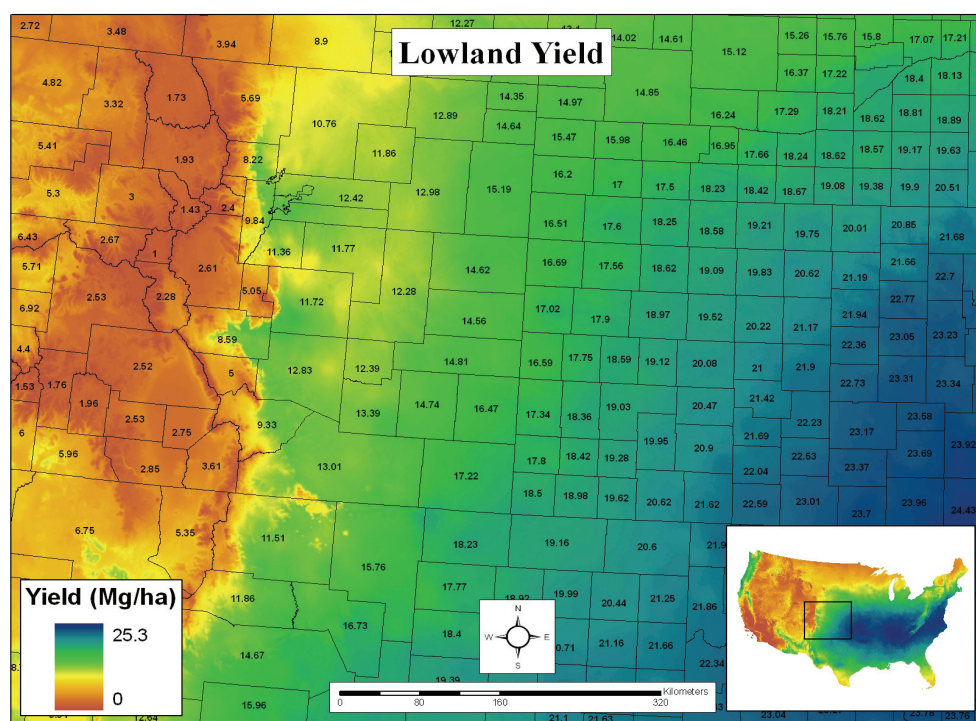 2.72 3.48 3.94 8.9 12.27 14.02 14.61 15.12 15.26 15.76 15.8 17.07 17.21
Lowland Yield
4.82 3.32 1.73 5.69 14.35 14.97 14.85 16.37 17.22 18.4 18.13
10.76 12.89 14.64 16.24 17.29 18.21 18.62 18.81 18.89
5.41 1.93 8.22 11.86 15.47 15.98 16.46 16.95 17.66 18.24 18.62 18.57 19.17 19.63
5.3 3 1.43 2.4 12.42 12.98 15.19 16.2 17 17.5 18.23 18.42 18.67 19.08 19.38 19.9 20.51
6.43 2.67 1 9.84 11.36 11.77 16.51 17.6 18.25 18.58 19.21 19.75 20.01 20.85 21.68
5.71 2.61 14.62 16.69 17.56 18.62 19.09 19.83 20.62 21.19 21.66 22.7
6.92 2.53 2.28 5.05 11.72 12.28 14.56 17.02 17.9 18.97 19.52 20.22 21.17 21.94 22.77
4.4 8.59 22.36 23.05 23.23
1.53 1.76 2.52 5 12.83 12.39 14.81 16.59 17.75 18.59 19.12 20.08 21 21.9 22.73 23.31 23.34
1.96 2.53 2.75 9.33 13.39 14.74 16.47 17.34 18.36 19.03 20.47 21.42 22.23 23.17 23.58
6 5.96 2.85 3.61 13.01 17.22 17.8 18.42 19.28 19.95 20.9 21.69 22.53 23.37 23.69 23.92
22.04
18.5 18.98 19.62 20.62 21.62 22.59 23.01 23.7 23.96 24.43
6.75 5.35 11.51 15.76 18.23 19.16 20.6
11.86 16.73 17.77 18.92 19.99 20.44 21.25 21.86
14.67 18.4 21.16 21.66 22.34
15.96 19.39
12.64 21.1 21.63 23.04 23.78 23.76
Yield (Mg/ha)
25.3
0
N
W E
S
Kilometers
0 80 160 320